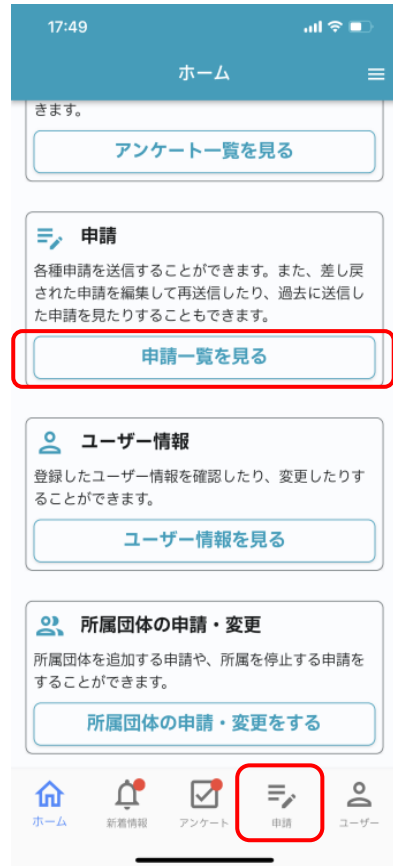 17:49
ホーム
きます。
アンケート一覧を見る
申請
各種申請を送信することができます。また、差し戻
された申請を編集して再送信したり、過去に送信し
た申請を見たりすることもできます。
申請一覧を見る
ユーザー情報
登録したユーザー情報を確認したり、変更したりす
ることができます。
ユーザー情報を見る
所属団体の申請・変更
所属団体を追加する申請や、所属を停止する申請を
することができます。
所属団体の申請・変更をする
ホーム
新着情報
アンケート
申請
ユーザー